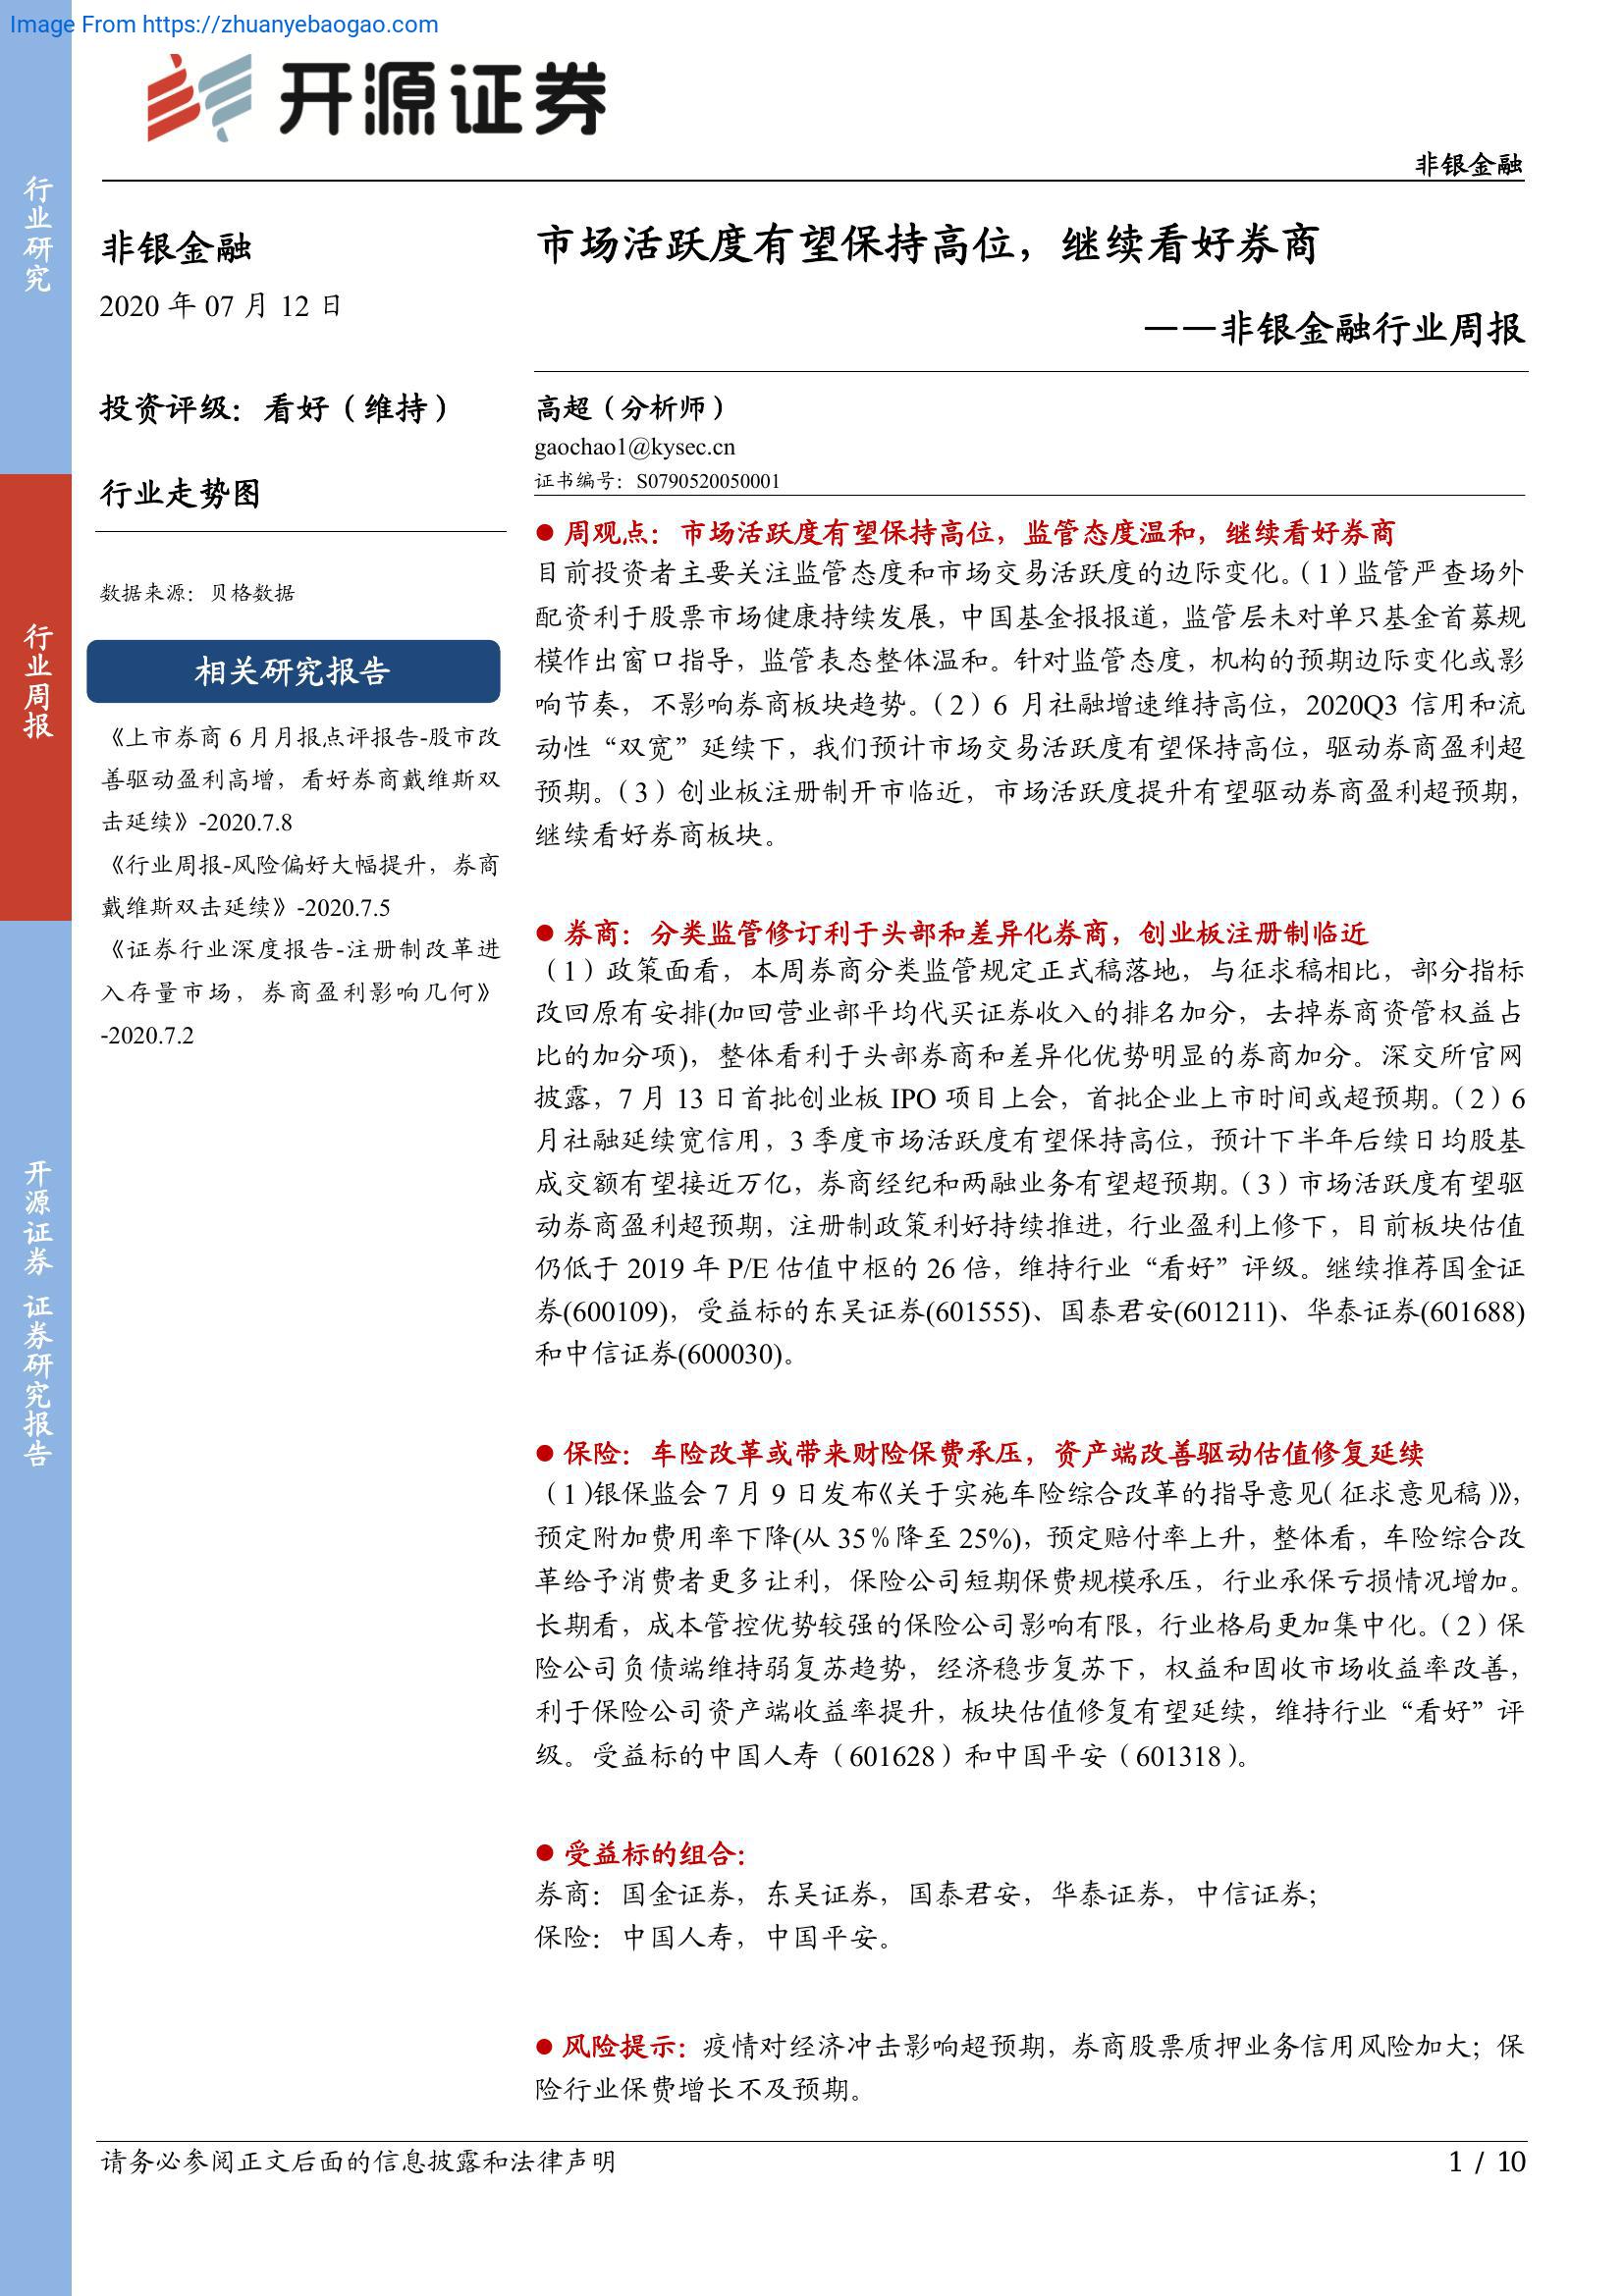 Image From https://zhuanyebaogao.com
开源证券
非银金融
行业研究
行业周报
开源证券 证券研究报告
非银金融
2020 年 07 月 12 日
投资评级：看好（维持）
行业走势图
数据来源：贝格数据
相关研究报告
《上市券商 6 月月报点评报告-股市改
善驱动盈利高增，看好券商戴维斯双
击延续》-2020.7.8
《行业周报-风险偏好大幅提升，券商
戴维斯双击延续》-2020.7.5
《证券行业深度报告-注册制改革进
入存量市场，券商盈利影响几何》
-2020.7.2
市场活跃度有望保持高位，继续看好券商
——非银金融行业周报
高超（分析师）
gaochao1@kysec.cn
证书编号：S0790520050001
● 周观点：市场活跃度有望保持高位，监管态度温和，继续看好券商
目前投资者主要关注监管态度和市场交易活跃度的边际变化。（1）监管严查场外
配资利于股票市场健康持续发展，中国基金报报道，监管层未对单只基金首募规
模作出窗口指导，监管表态整体温和。针对监管态度，机构的预期边际变化或影
响节奏，不影响券商板块趋势。（2）6 月社融增速维持高位，2020Q3 信用和流
动性“双宽”延续下，我们预计市场交易活跃度有望保持高位，驱动券商盈利超
预期。（3）创业板注册制开市临近，市场活跃度提升有望驱动券商盈利超预期，
继续看好券商板块。
● 券商：分类监管修订利于头部和差异化券商，创业板注册制临近
（1）政策面看，本周券商分类监管规定正式稿落地，与征求稿相比，部分指标
改回原有安排(加回营业部平均代买证券收入的排名加分，去掉券商资管权益占
比的加分项)，整体看利于头部券商和差异化优势明显的券商加分。深交所官网
披露，7 月 13 日首批创业板 IPO 项目上会，首批企业上市时间或超预期。（2）6
月社融延续宽信用，3 季度市场活跃度有望保持高位，预计下半年后续日均股基
成交额有望接近万亿，券商经纪和两融业务有望超预期。（3）市场活跃度有望驱
动券商盈利超预期，注册制政策利好持续推进，行业盈利上修下，目前板块估值
仍低于 2019 年 P/E 估值中枢的 26 倍，维持行业“看好”评级。继续推荐国金证
券(600109)，受益标的东吴证券(601555)、国泰君安(601211)、华泰证券(601688)
和中信证券(600030)。
● 保险：车险改革或带来财险保费承压，资产端改善驱动估值修复延续
（1）银保监会 7 月 9 日发布《关于实施车险综合改革的指导意见（征求意见稿）》，
预定附加费用率下降(从 35%降至 25%)，预定赔付率上升，整体看，车险综合改
革给予消费者更多让利，保险公司短期保费规模承压，行业承保亏损情况增加。
长期看，成本管控优势较强的保险公司影响有限，行业格局更加集中化。（2）保
险公司负债端维持弱复苏趋势，经济稳步复苏下，权益和固收市场收益率改善，
利于保险公司资产端收益率提升，板块估值修复有望延续，维持行业“看好”评
级。受益标的中国人寿（601628）和中国平安（601318）。
● 受益标的组合：
券商：国金证券，东吴证券，国泰君安，华泰证券，中信证券；
保险：中国人寿，中国平安。
● 风险提示：疫情对经济冲击影响超预期，券商股票质押业务信用风险加大；保
险行业保费增长不及预期。
请务必参阅正文后面的信息披露和法律声明
1 / 10